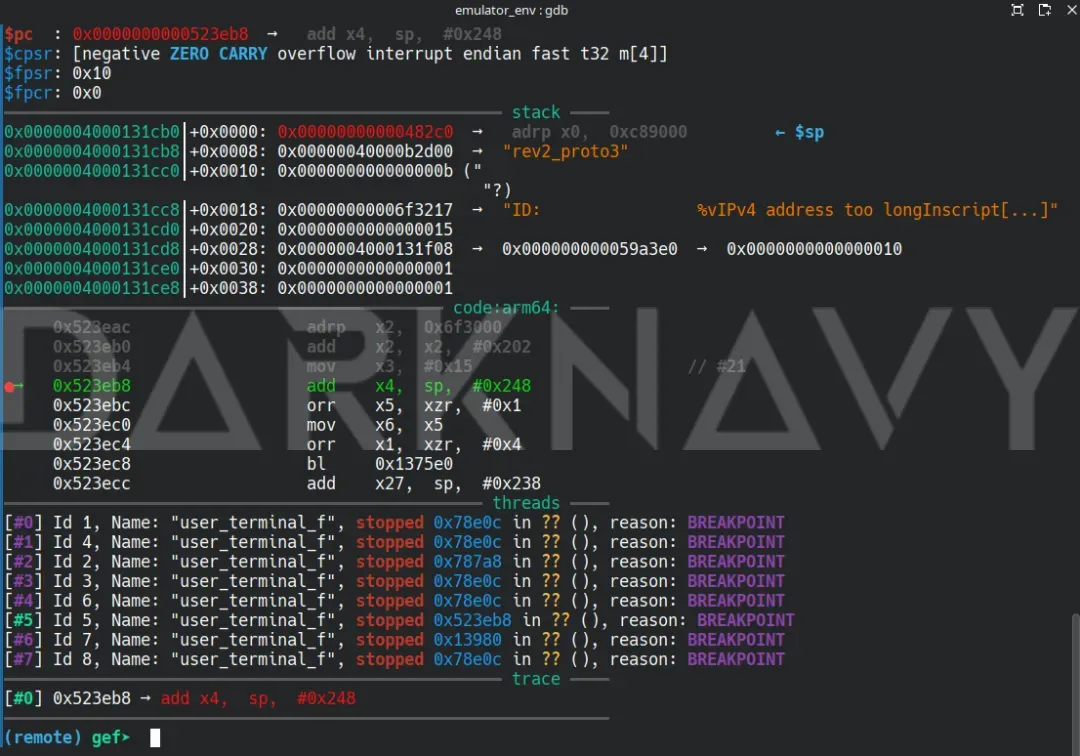 emulator_env : gdb
$pc  : 0x0000000000523eb8 → add x4, sp, #0x248
$cpsr: [negative ZERO CARRY overflow interrupt endian fast t32 m[4]]
$fpsr: 0x10
$fpcr: 0x0
stack
0x0000004000131cb0│+0x0000: 0x00000000000482c0 → adrp x0, 0xc89000 ← $sp
0x0000004000131cb8│+0x0008: 0x00000040000b2d00 → "rev2_proto3"
0x0000004000131cc0│+0x0010: 0x000000000000000b ("
"?)
0x0000004000131cc8│+0x0018: 0x00000000006f3217 → "ID: %vIPv4 address too longInscript[...]"
0x0000004000131cd0│+0x0020: 0x0000000000000015
0x0000004000131cd8│+0x0028: 0x0000004000131f08 → 0x000000000059a3e0 → 0x0000000000000010
0x0000004000131ce0│+0x0030: 0x0000000000000001
0x0000004000131ce8│+0x0038: 0x0000000000000001
code:arm64:
0x523eac adrp x2, 0x6f3000
0x523eb0 add x2, x2, #0x202
0x523eb4 mov x3, #0x15 // #21
→ 0x523eb8 add x4, sp, #0x248
0x523ebc orr x5, xzr, #0x1
0x523ec0 mov x6, x5
0x523ec4 orr x1, xzr, #0x4
0x523ec8 bl 0x1375e0
0x523ecc add x27, sp, #0x238
DARKNAVY
threads
[#0] Id 1, Name: "user_terminal_f", stopped 0x78e0c in ?? (), reason: BREAKPOINT
[#1] Id 4, Name: "user_terminal_f", stopped 0x78e0c in ?? (), reason: BREAKPOINT
[#2] Id 2, Name: "user_terminal_f", stopped 0x787a8 in ?? (), reason: BREAKPOINT
[#3] Id 3, Name: "user_terminal_f", stopped 0x78e0c in ?? (), reason: BREAKPOINT
[#4] Id 6, Name: "user_terminal_f", stopped 0x78e0c in ?? (), reason: BREAKPOINT
[#5] Id 5, Name: "user_terminal_f", stopped 0x523eb8 in ?? (), reason: BREAKPOINT
[#6] Id 7, Name: "user_terminal_f", stopped 0x13980 in ?? (), reason: BREAKPOINT
[#7] Id 8, Name: "user_terminal_f", stopped 0x78e0c in ?? (), reason: BREAKPOINT
trace
[#0] 0x523eb8 → add x4, sp, #0x248
(remote) gef➤